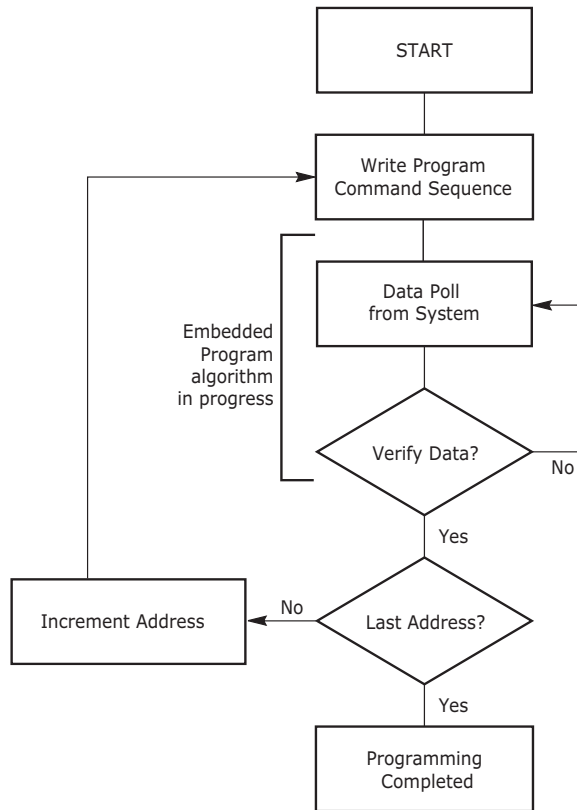 START
Write Program
Command Sequence
Data Poll
from System
Embedded
Program
algorithm
in progress
Verify Data?
No
Yes
Increment Address
No
Last Address?
Yes
Programming
Completed